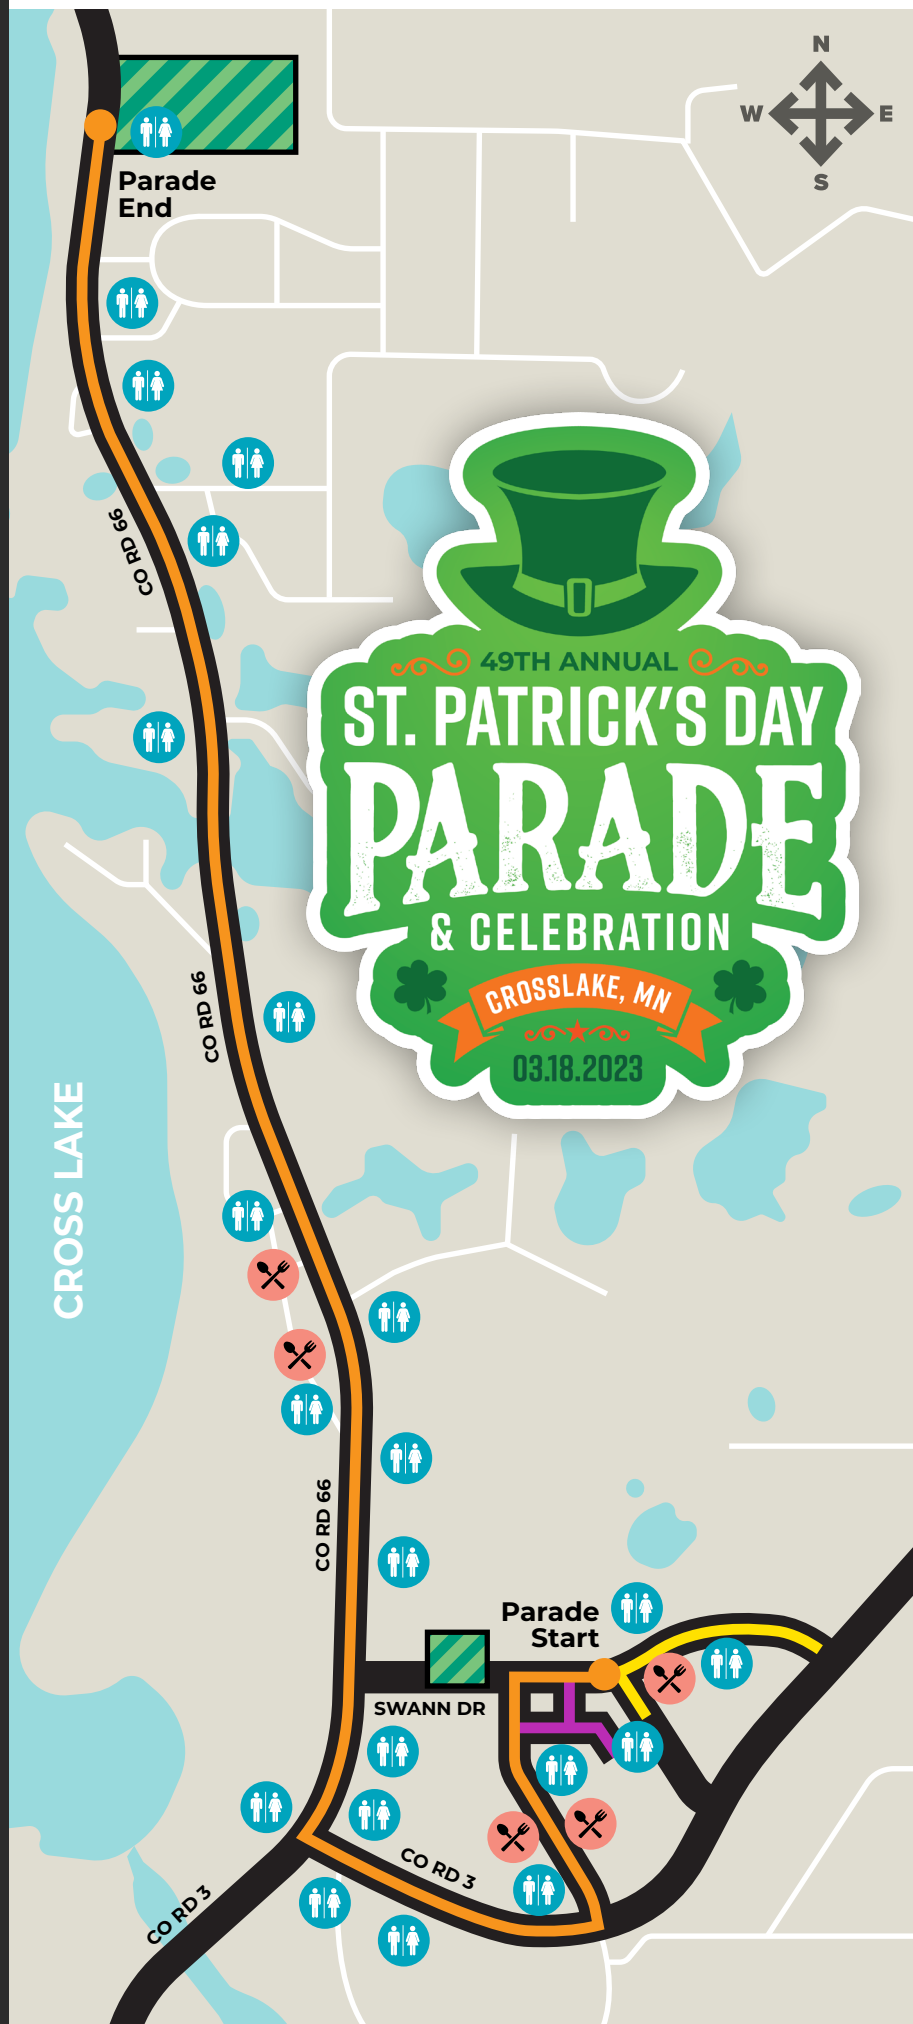 N
W
E
S
Parade
End
CO RD 66
49TH ANNUAL
ST. PATRICK'S DAY
PARADE
& CELEBRATION
CROSSLAKE, MN
03.18.2023
CO RD 66
CROSS LAKE
CO RD 66
Parade
Start
SWANN DR
CO RD 3
CO RD 3